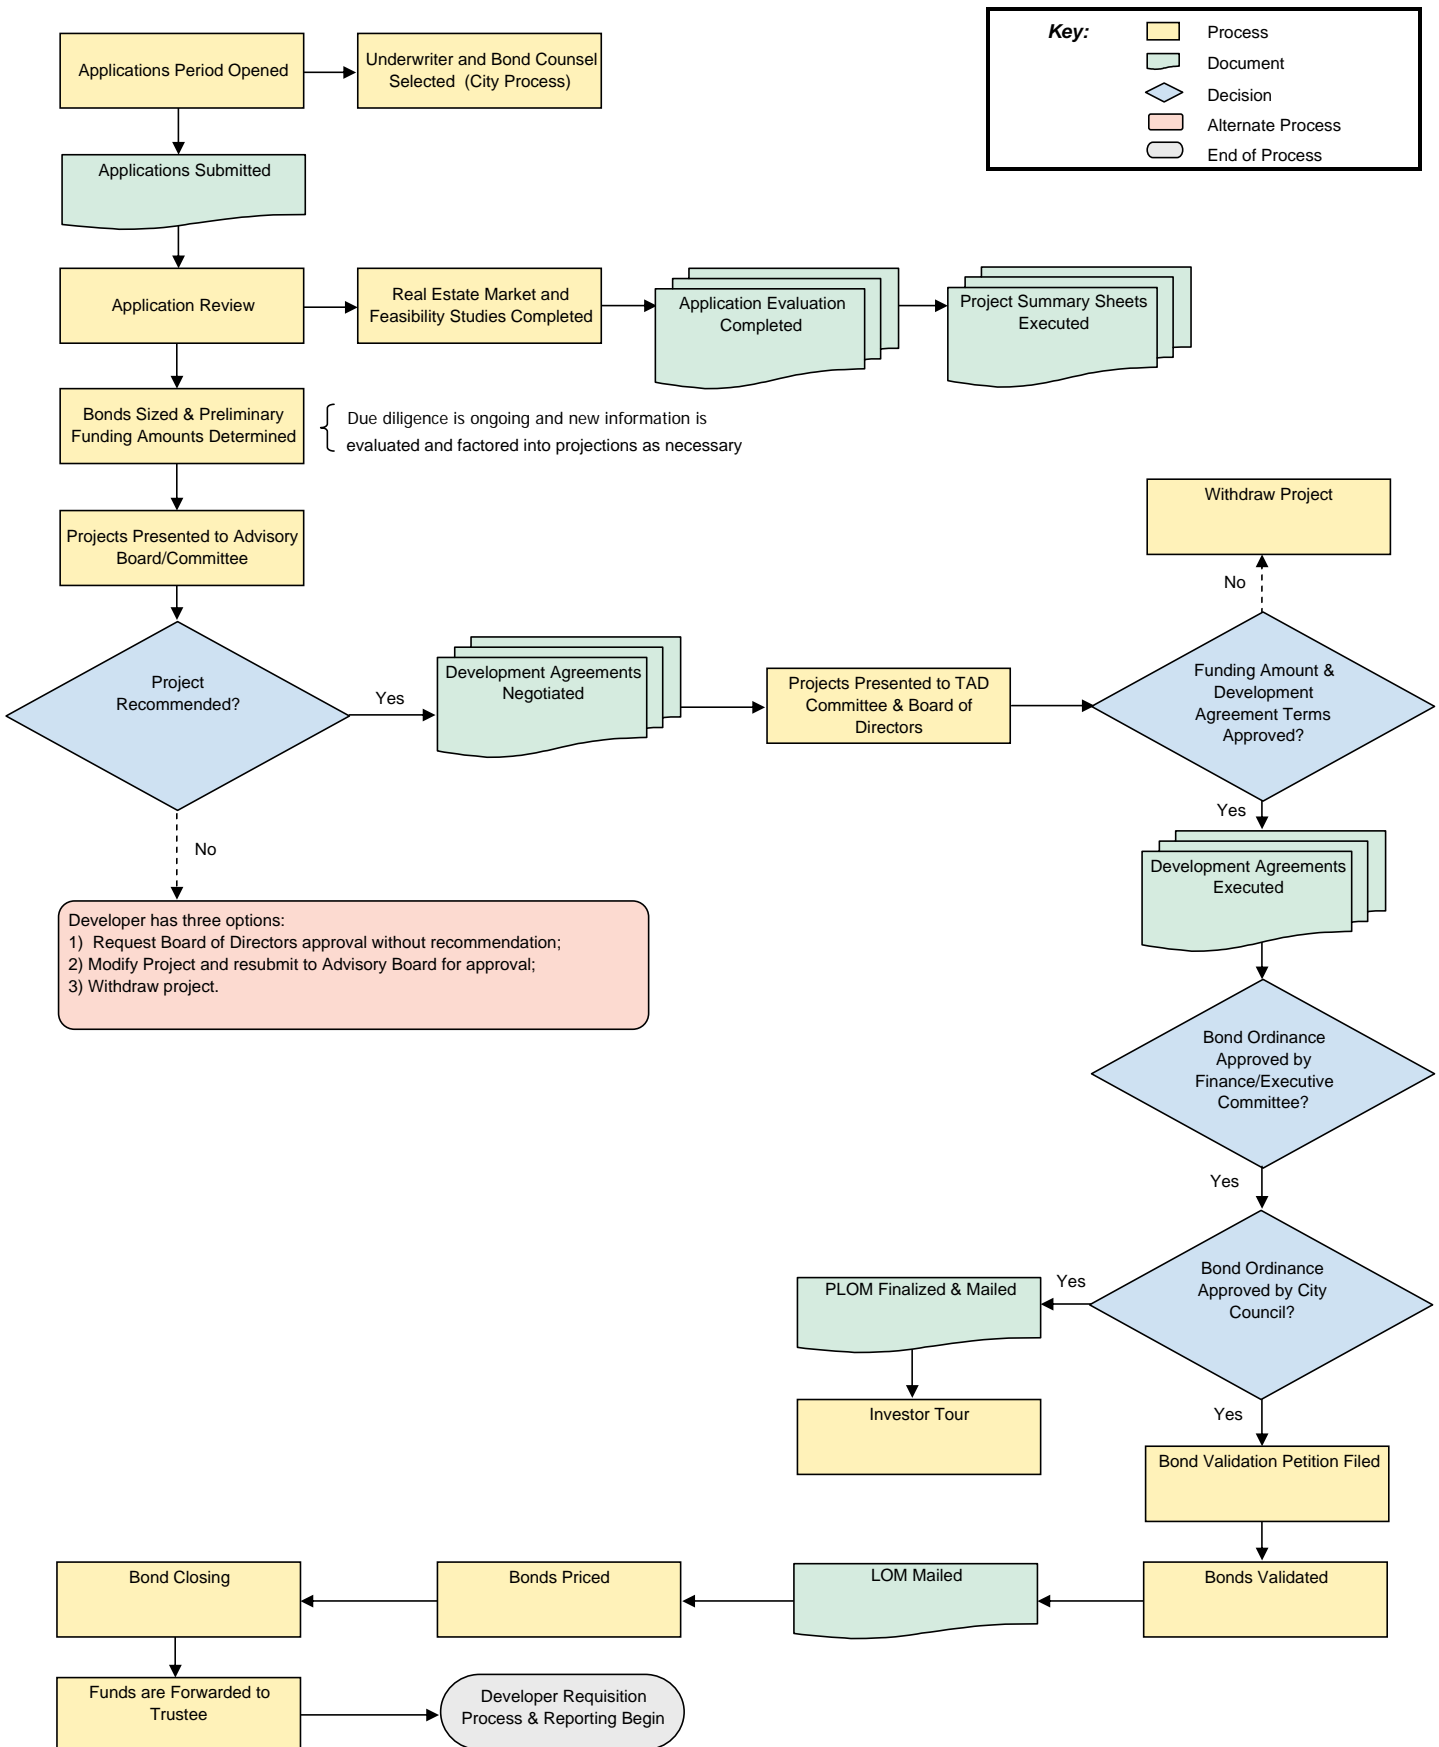 Key:
Process
Document
Decision
Alternate Process
End of Process
Applications Period Opened
Underwriter and Bond Counsel
Selected (City Process)
Applications Submitted
Application Review
Real Estate Market and
Feasibility Studies Completed
Application Evaluation
Completed
Project Summary Sheets
Executed
Bonds Sized & Preliminary
Funding Amounts Determined
Due diligence is ongoing and new information is
evaluated and factored into projections as necessary
Projects Presented to Advisory
Board/Committee
Withdraw Project
No
Project
Recommended?
Yes
Development Agreements
Negotiated
Projects Presented to TAD
Committee & Board of
Directors
Funding Amount &
Development
Agreement Terms
Approved?
Yes
No
Development Agreements
Executed
Developer has three options:
1) Request Board of Directors approval without recommendation;
2) Modify Project and resubmit to Advisory Board for approval;
3) Withdraw project.
Bond Ordinance
Approved by
Finance/Executive
Committee?
Yes
Bond Ordinance
Approved by City
Council?
Yes
PLOM Finalized & Mailed
Investor Tour
Yes
Bond Validation Petition Filed
Bond Closing
Bonds Priced
LOM Mailed
Bonds Validated
Funds are Forwarded to
Trustee
Developer Requisition
Process & Reporting Begin